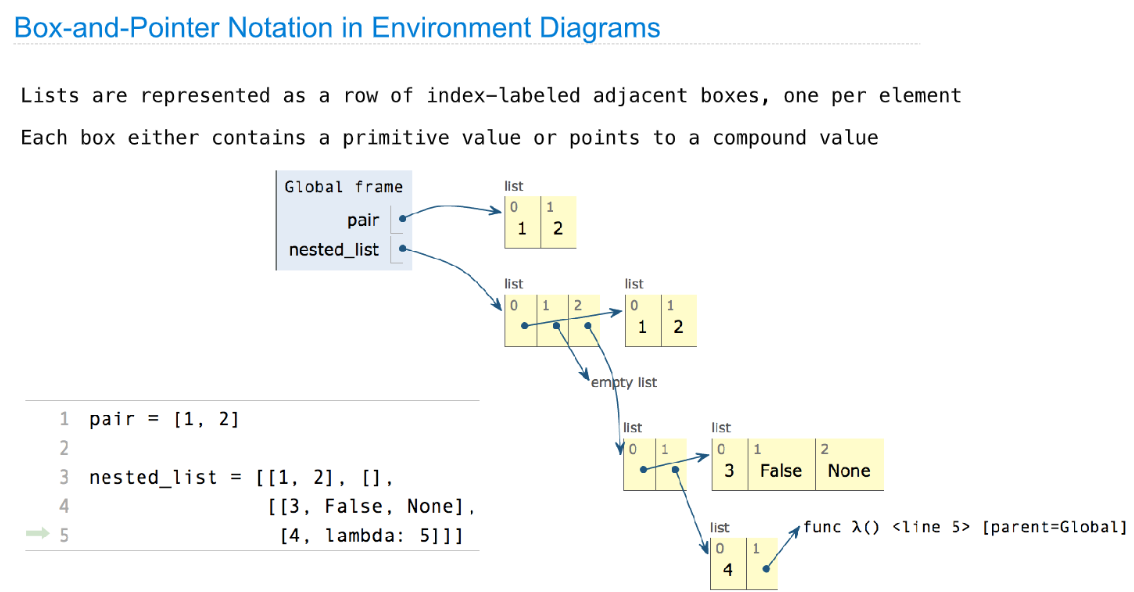 Box-and-Pointer Notation in Environment Diagrams
Lists are represented as a row of index-labeled adjacent boxes, one per element
Each box either contains a primitive value or points to a compound value
Global frame
pair
nested_list
list
0 1
1 2
list
0 1 2
list
0 1
1 2
empty list
list
0 1
list
0 1 2
3 False None
list
0 1
4
func λ() <line 5> [parent=Global]
1 pair = [1, 2]
2
3 nested_list = [[1, 2], [],
4 [[3, False, None],
5 [4, lambda: 5]]]